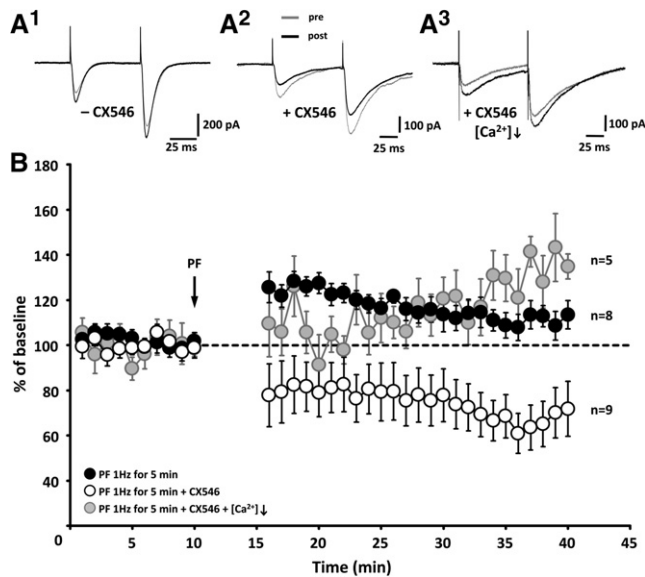 A¹
A²
A³
pre
post
– CX546
+ CX546
+ CX546
[Ca²⁺]↓
200 pA
25 ms
100 pA
25 ms
100 pA
25 ms
B
180
160
140
120
100
80
60
40
20
% of baseline
PF
n=5
n=8
n=9
PF 1Hz for 5 min
PF 1Hz for 5 min + CX546
PF 1Hz for 5 min + CX546 + [Ca²⁺]↓
0 5 10 15 20 25 30 35 40 45
Time (min)